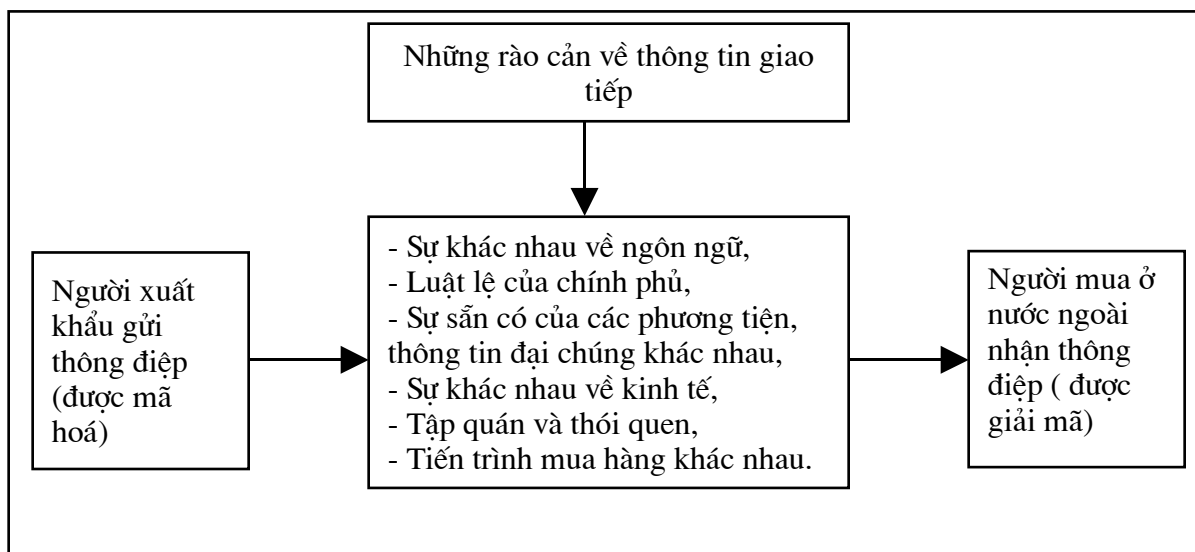 Những rào cản về thông tin giao
tiếp
Người xuất
khẩu gửi
thông điệp
(được mã
hoá)
- Sự khác nhau về ngôn ngữ,
- Luật lệ của chính phủ,
- Sự sẵn có của các phương tiện,
thông tin đại chúng khác nhau,
- Sự khác nhau về kinh tế,
- Tập quán và thói quen,
- Tiến trình mua hàng khác nhau.
Người mua ở
nước ngoài
nhận thông
điệp ( được
giải mã)